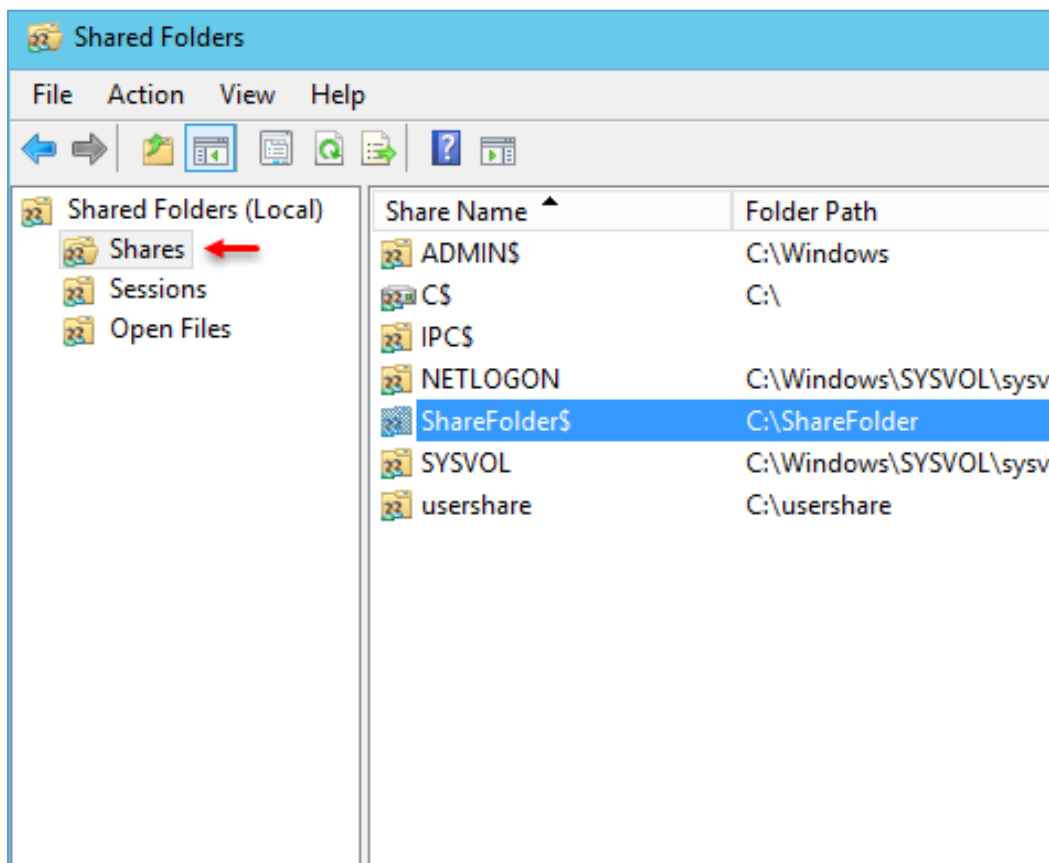 Shared Folders
File Action View Help
Shared Folders (Local)
Shares
Sessions
Open Files
Share Name Folder Path
ADMIN$ C:\Windows
C$ C:\
IPC$
NETLOGON C:\Windows\SYSVOL\sysv
ShareFolder$ C:\ShareFolder
SYSVOL C:\Windows\SYSVOL\sysv
usershare C:\usershare